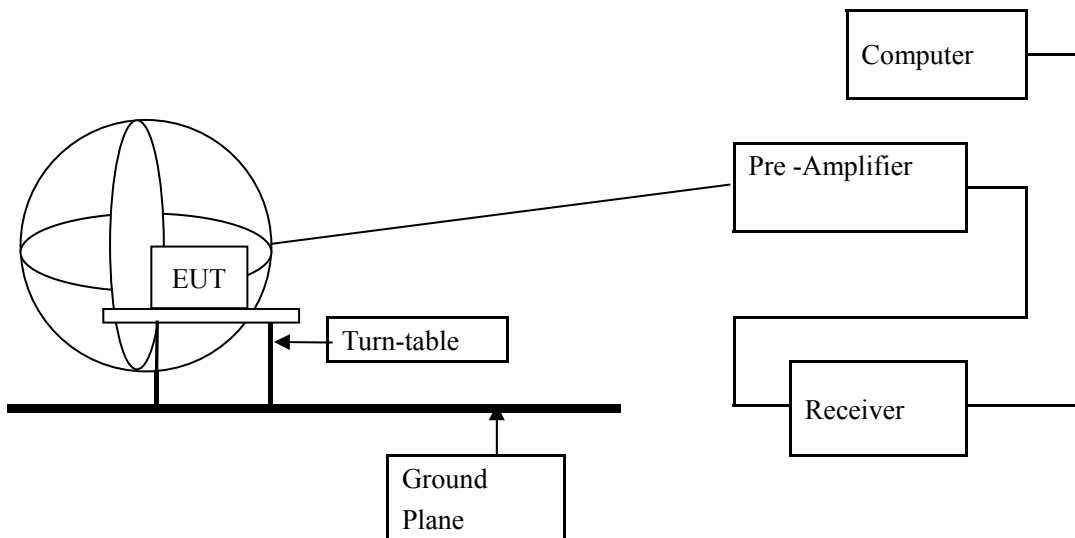 Computer
Pre -Amplifier
EUT
Turn-table
Receiver
Ground
Plane